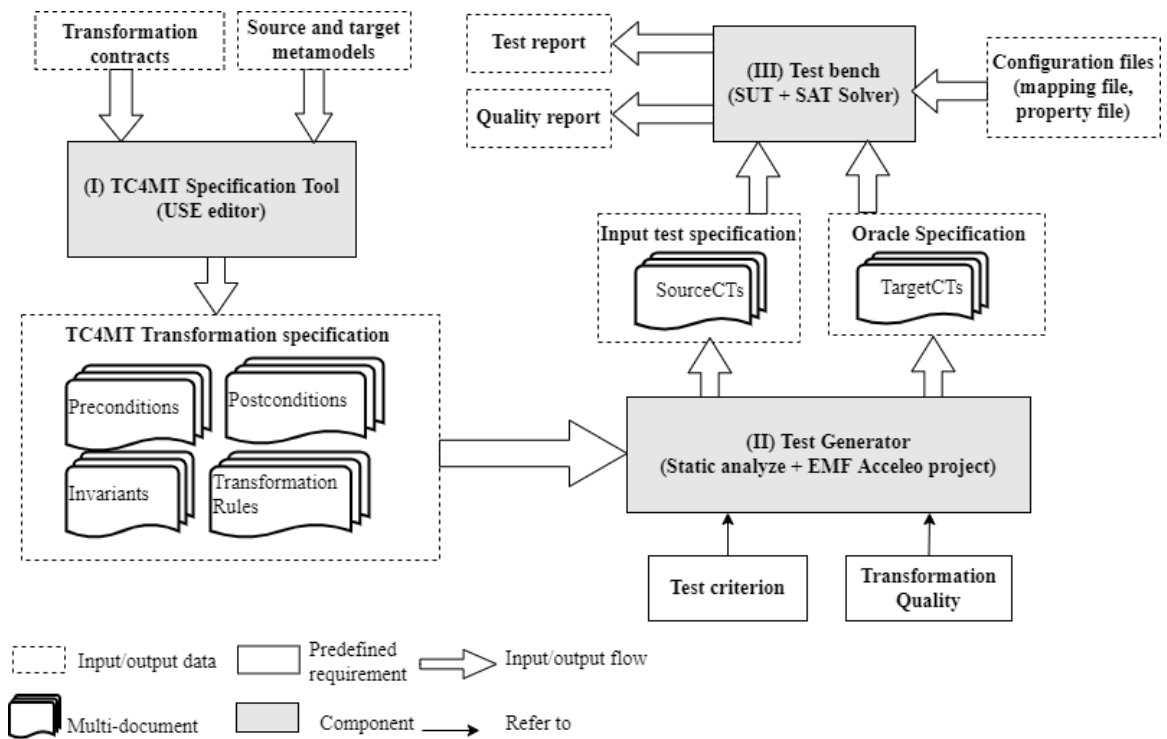 Transformation
contracts
Source and target
metamodels
(I) TC4MT Specification Tool
(USE editor)
TC4MT Transformation specification
Preconditions
Postconditions
Invariants
Transformation
Rules
Test report
Quality report
(III) Test bench
(SUT + SAT Solver)
Configuration files
(mapping file,
property file)
Input test specification
SourceCTs
Oracle Specification
TargetCTs
(II) Test Generator
(Static analyze + EMF Acceleo project)
Test criterion
Transformation
Quality
Input/output data
Predefined
requirement
Input/output flow
Multi-document
Component
Refer to